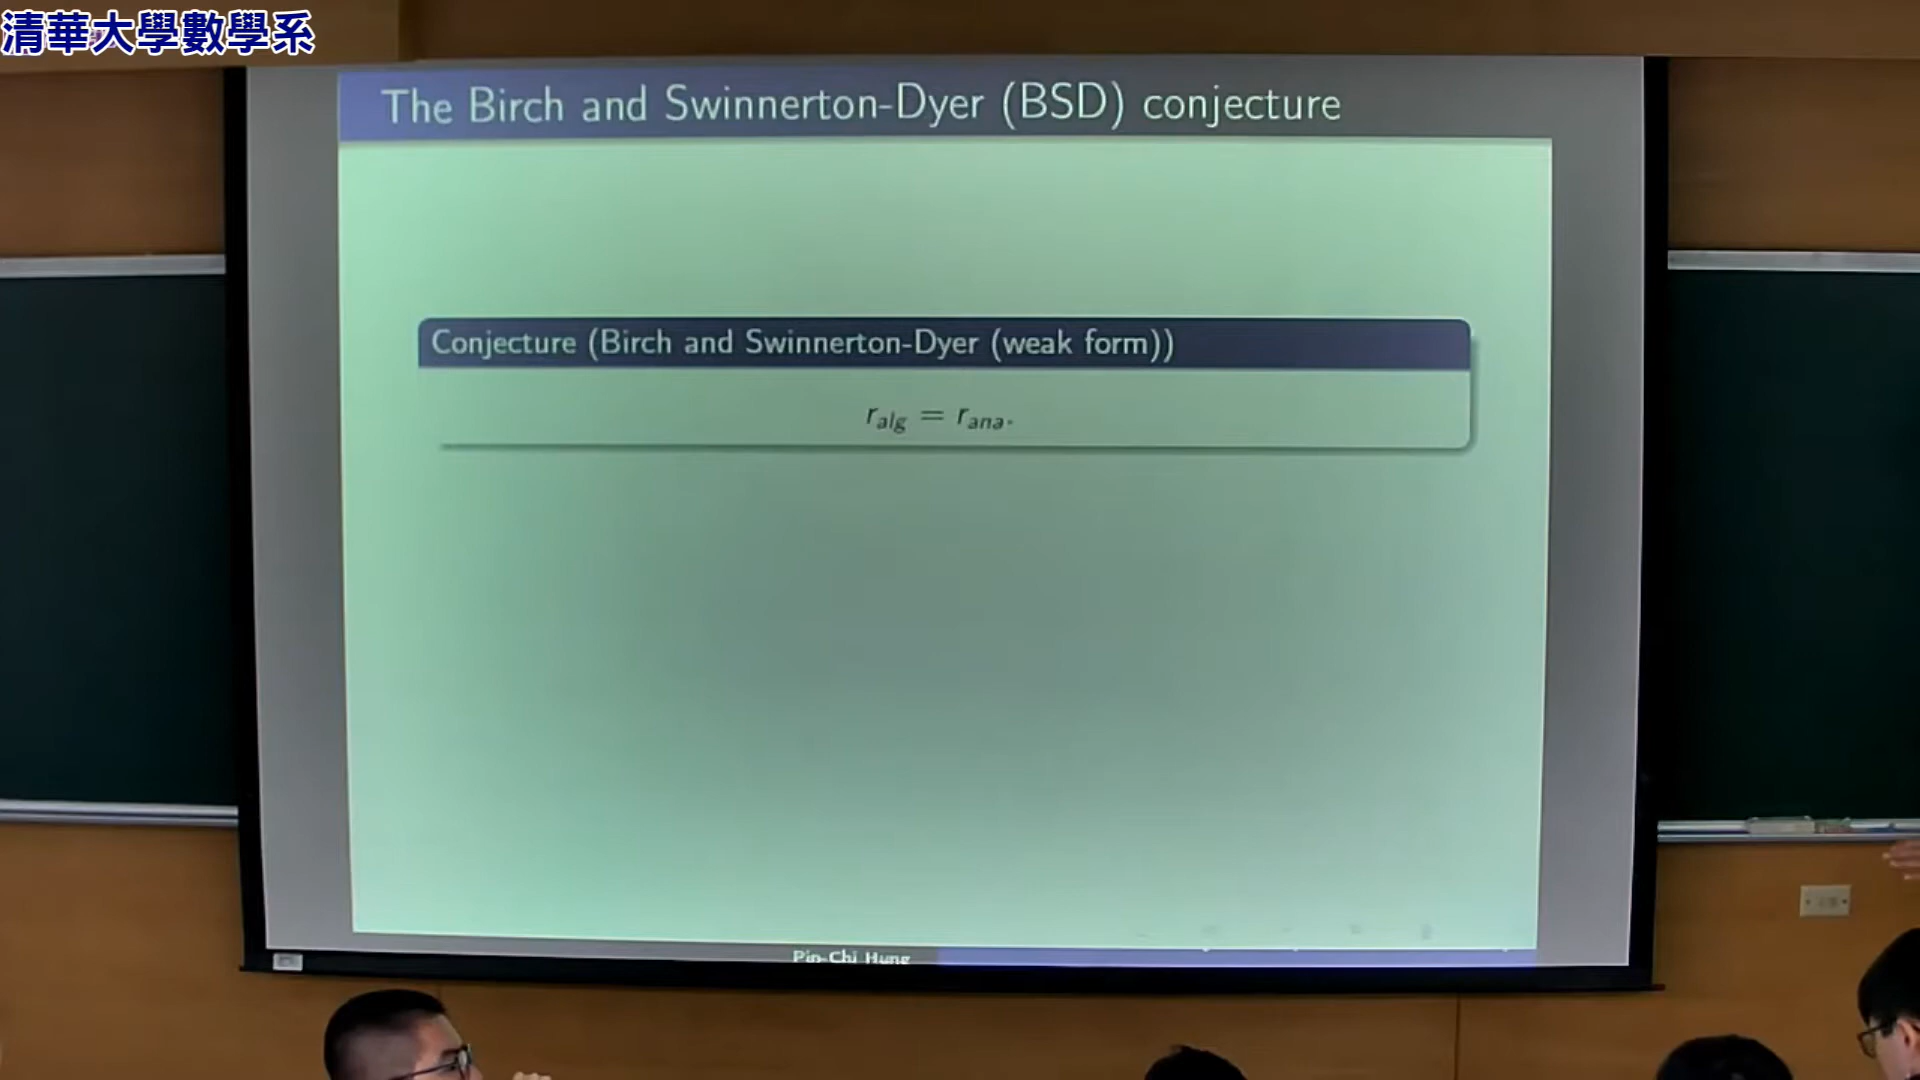 清華大學數學系
The Birch and Swinnerton-Dyer (BSD) conjecture
Conjecture (Birch and Swinnerton-Dyer (weak form))
r_alg = r_ana.
Pin-Chi Hung